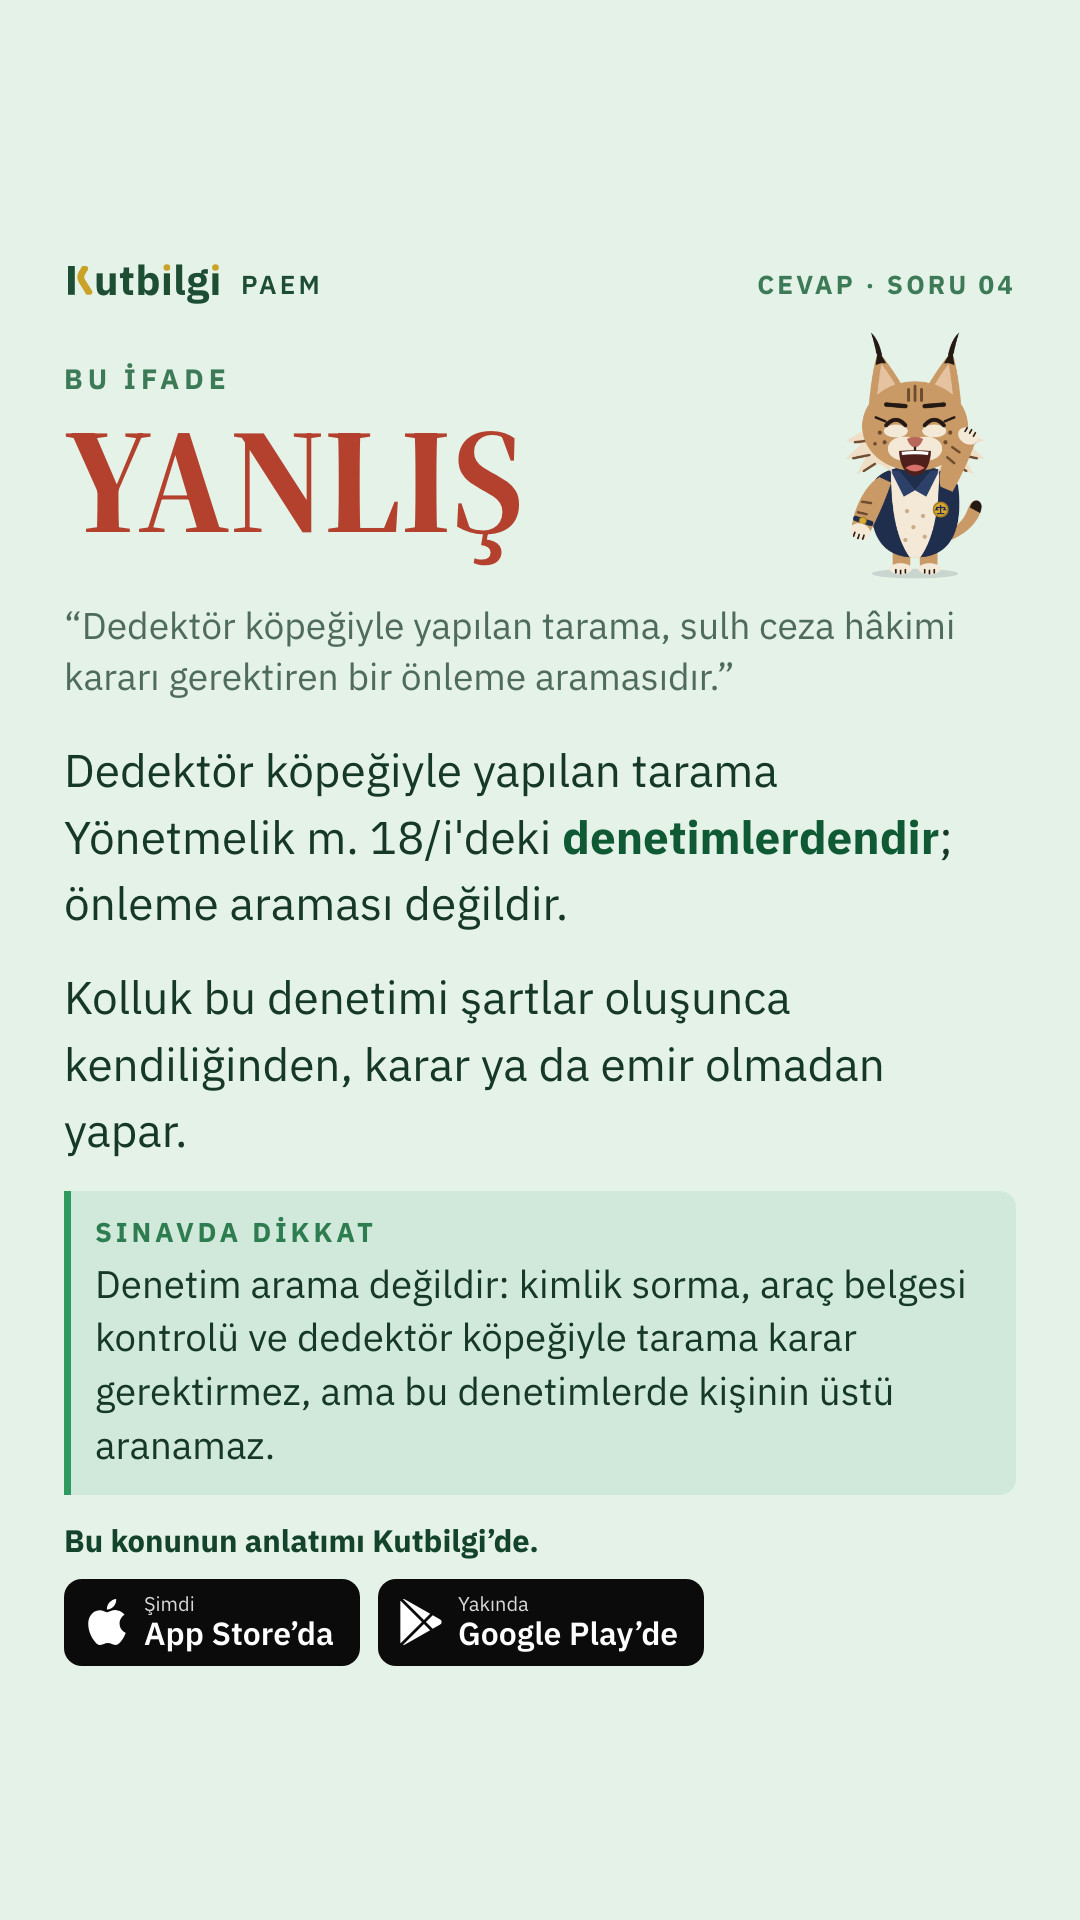 Kutbilgi PAEM
CEVAP · SORU 04
BU İFADE
YANLIŞ
“Dedektör köpeğiyle yapılan tarama, sulh ceza hâkimi
kararı gerektiren bir önleme aramasıdır.”
Dedektör köpeğiyle yapılan tarama
Yönetmelik m. 18/i'deki denetimlerdendir;
önleme araması değildir.
Kolluk bu denetimi şartlar oluşunca
kendiliğinden, karar ya da emir olmadan
yapar.
SINAVDA DİKKAT
Denetim arama değildir: kimlik sorma, araç belgesi
kontrolü ve dedektör köpeğiyle tarama karar
gerektirmez, ama bu denetimlerde kişinin üstü
aranamaz.
Bu konunun anlatımı Kutbilgi’de.
Şimdi
App Store’da
Yakında
Google Play’de